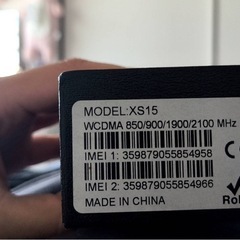 MODEL:XS15
WCDMA 850/900/1900/2100 MHz
IMEI 1: 359879055854958
IMEI 2: 359879055854966
MADE IN CHINA